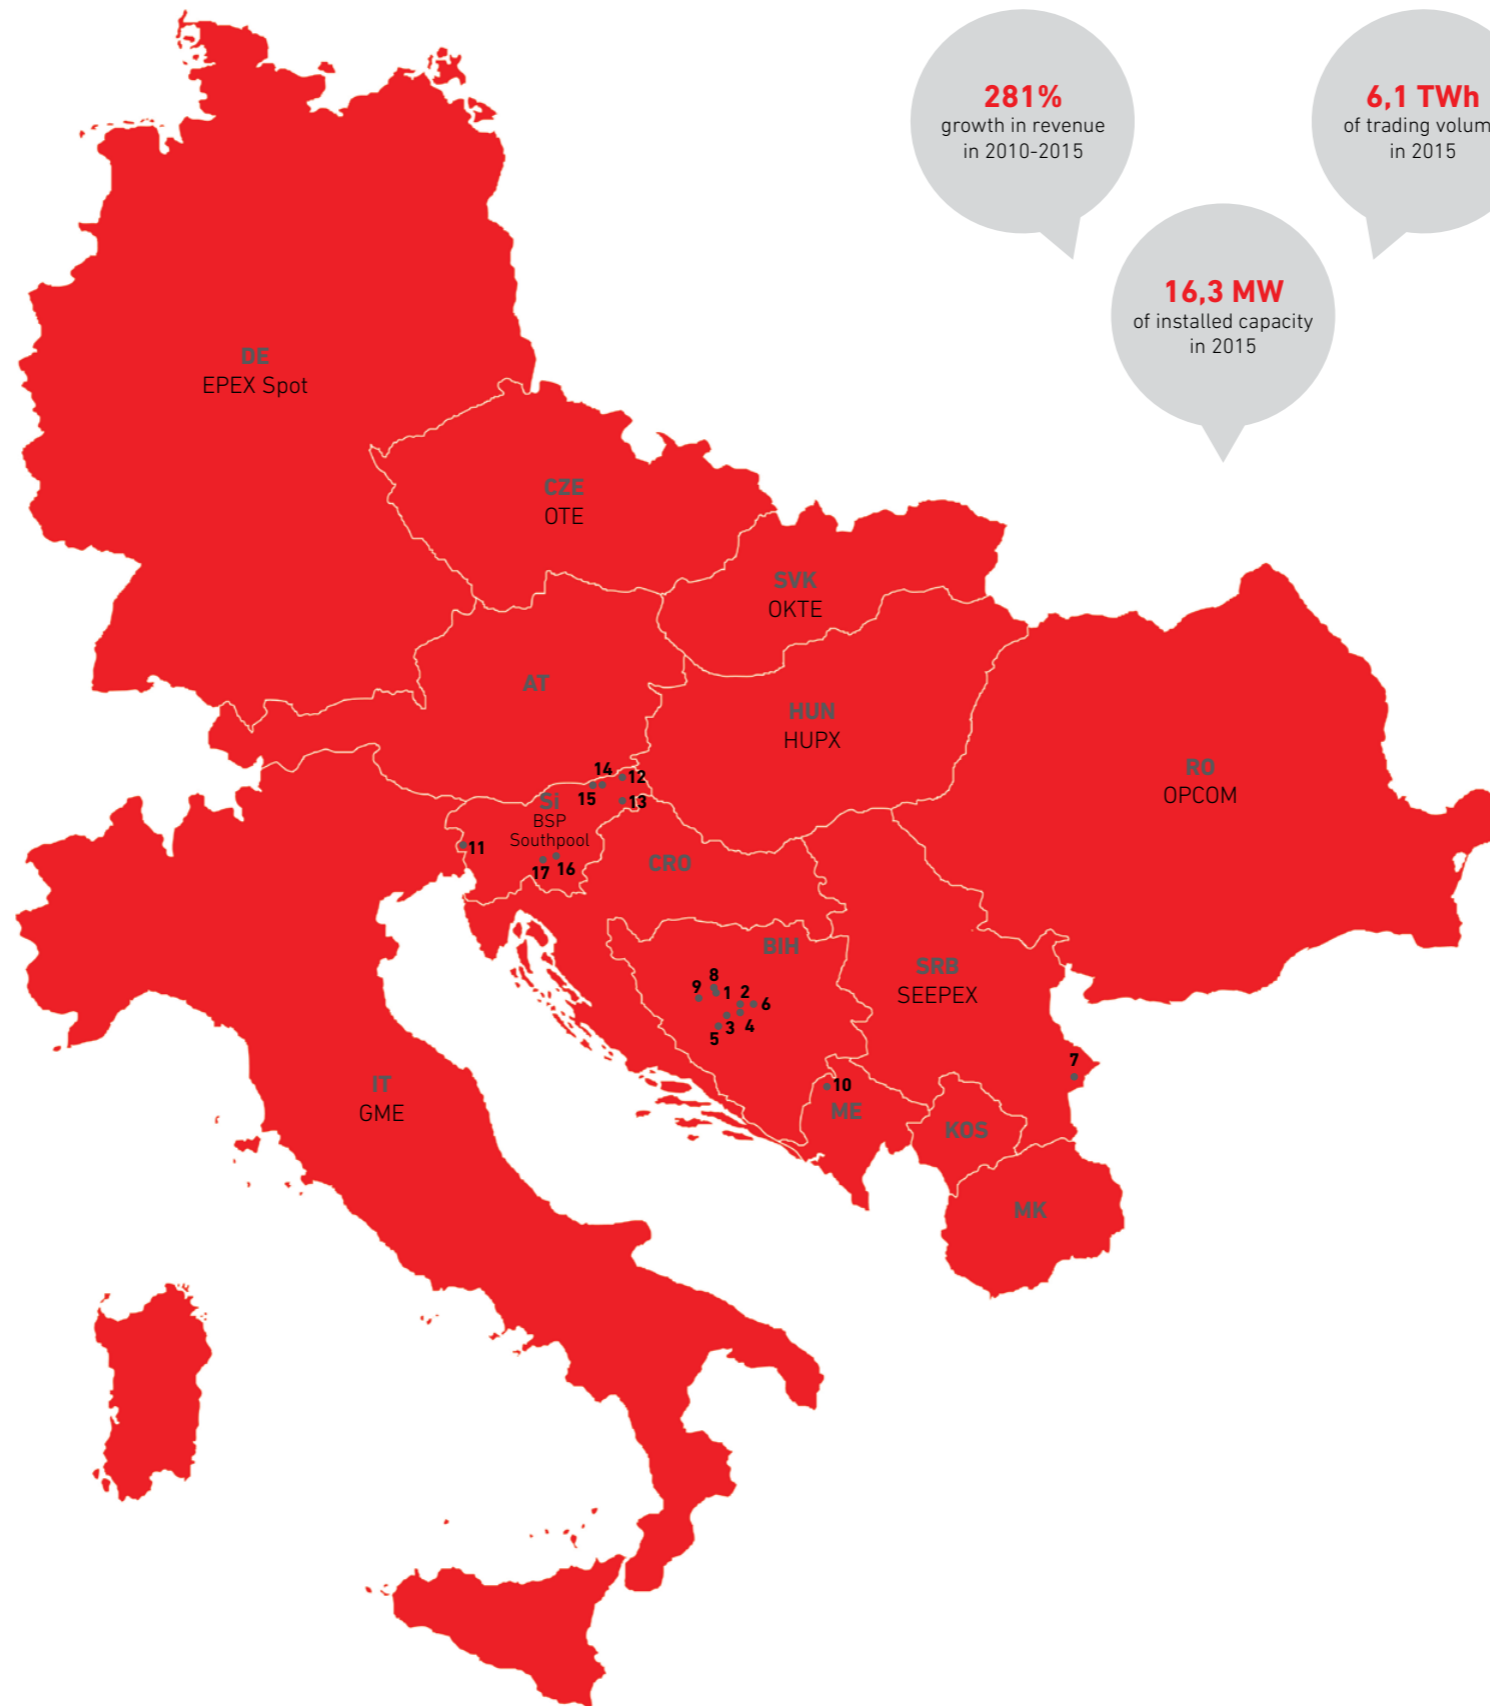 281%
growth in revenue
in 2010-2015
6,1 TWh
of trading volum
in 2015
16,3 MW
of installed capacity
in 2015
DE
EPEX Spot
CZE
OTE
SVK
OKTE
AT
HUN
HUPX
RO
OPCOM
14
12
15
13
Si
BSP
Southpool
11
17
16
CRO
BIH
SRB
SEEPEX
8
9
1
2
6
3
4
5
7
10
IT
GME
ME
KOS
MK